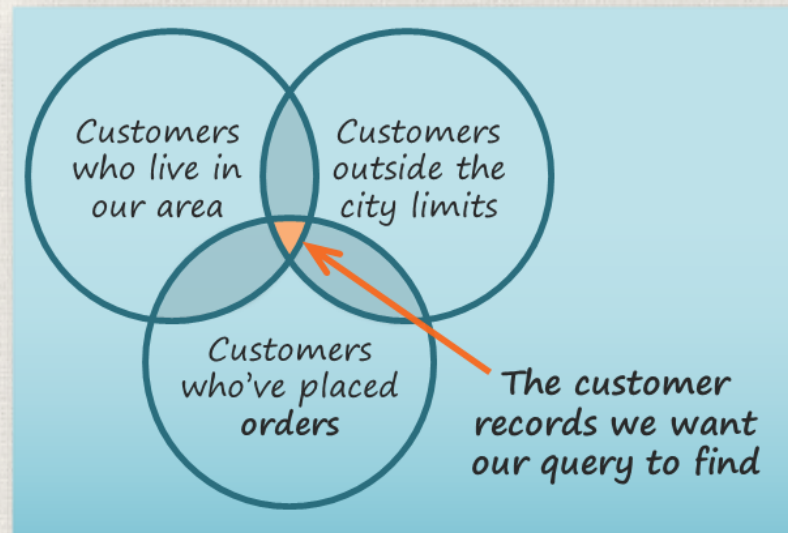 Customers
who live in
our area
Customers
outside the
city limits
Customers
who've placed
orders
The customer
records we want
our query to find